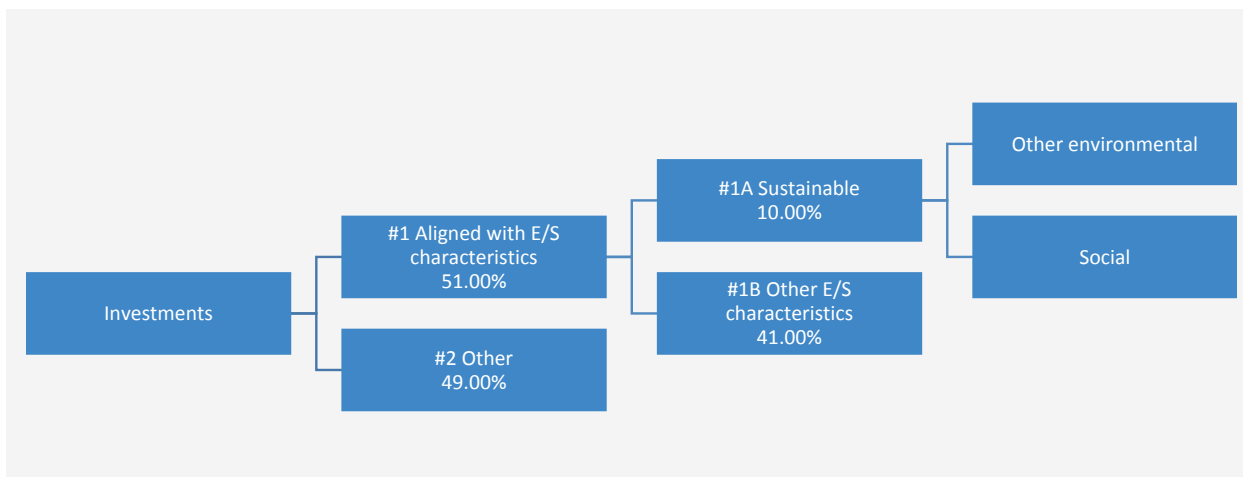 Investments
#1 Aligned with E/S
characteristics
51.00%
#2 Other
49.00%
#1A Sustainable
10.00%
#1B Other E/S
characteristics
41.00%
Other environmental
Social